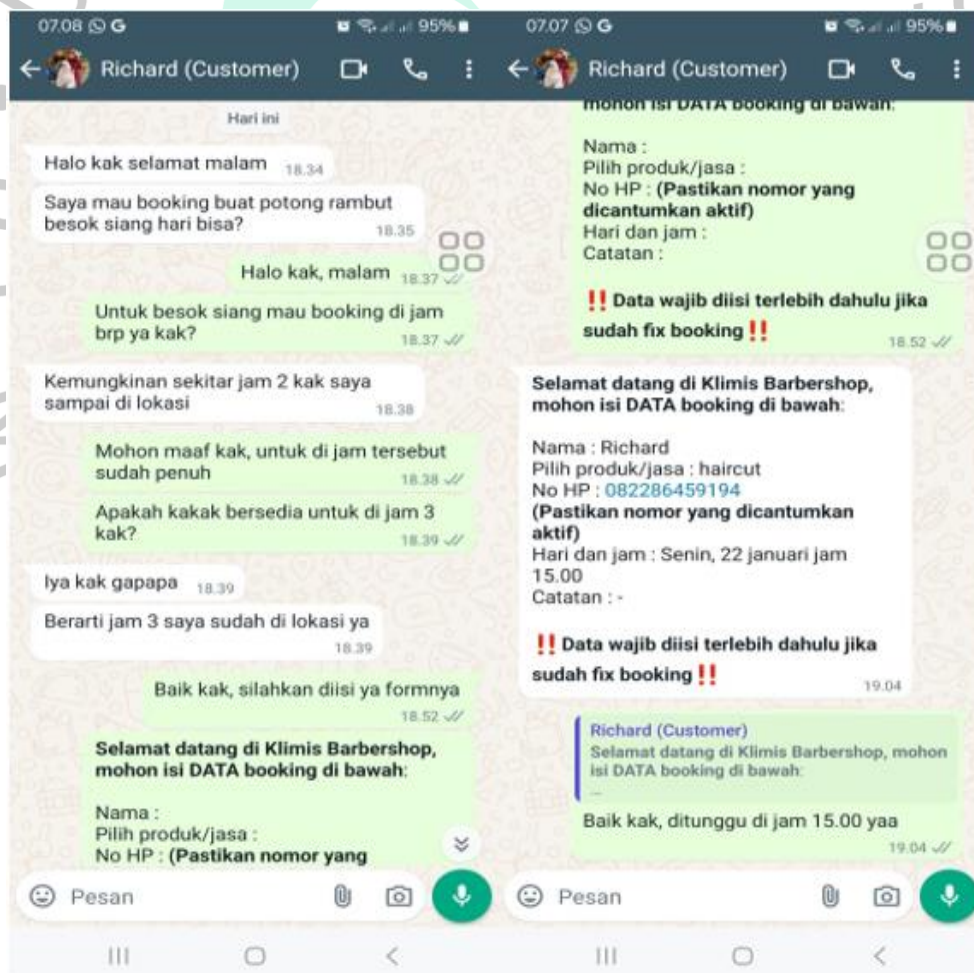 07.08 G 95%
Richard (Customer)
Hari ini
Halo kak selamat malam 18.34
Saya mau booking buat potong rambut
besok siang hari bisa? 18.35
Halo kak, malam 18.37
Untuk besok siang mau booking di jam
brp ya kak? 18.37
Kemungkinan sekitar jam 2 kak saya
sampai di lokasi 18.38
Mohon maaf kak, untuk di jam tersebut
sudah penuh 18.38
Apakah kakak bersedia untuk di jam 3
kak? 18.39
Iya kak gapapa 18.39
Berarti jam 3 saya sudah di lokasi ya
18.39
Baik kak, silahkan diisi ya formnya
18.52
Selamat datang di Klimis Barbershop,
mohon isi DATA booking di bawah:
Nama :
Pilih produk/jasa :
No HP : (Pastikan nomor yang
Pesan
07.07 G 95%
Richard (Customer)
mohon isi DATA booking di bawah:
Nama :
Pilih produk/jasa :
No HP : (Pastikan nomor yang
dicantumkan aktif)
Hari dan jam :
Catatan :
‼️ Data wajib diisi terlebih dahulu jika
sudah fix booking ‼️
18.52
Selamat datang di Klimis Barbershop,
mohon isi DATA booking di bawah:
Nama : Richard
Pilih produk/jasa : haircut
No HP : 082286459194
(Pastikan nomor yang dicantumkan
aktif)
Hari dan jam : Senin, 22 januari jam
15.00
Catatan : -
‼️ Data wajib diisi terlebih dahulu jika
sudah fix booking ‼️
19.04
Richard (Customer)
Selamat datang di Klimis Barbershop, mohon
isi DATA booking di bawah:
...
Baik kak, ditunggu di jam 15.00 yaa
19.04
Pesan